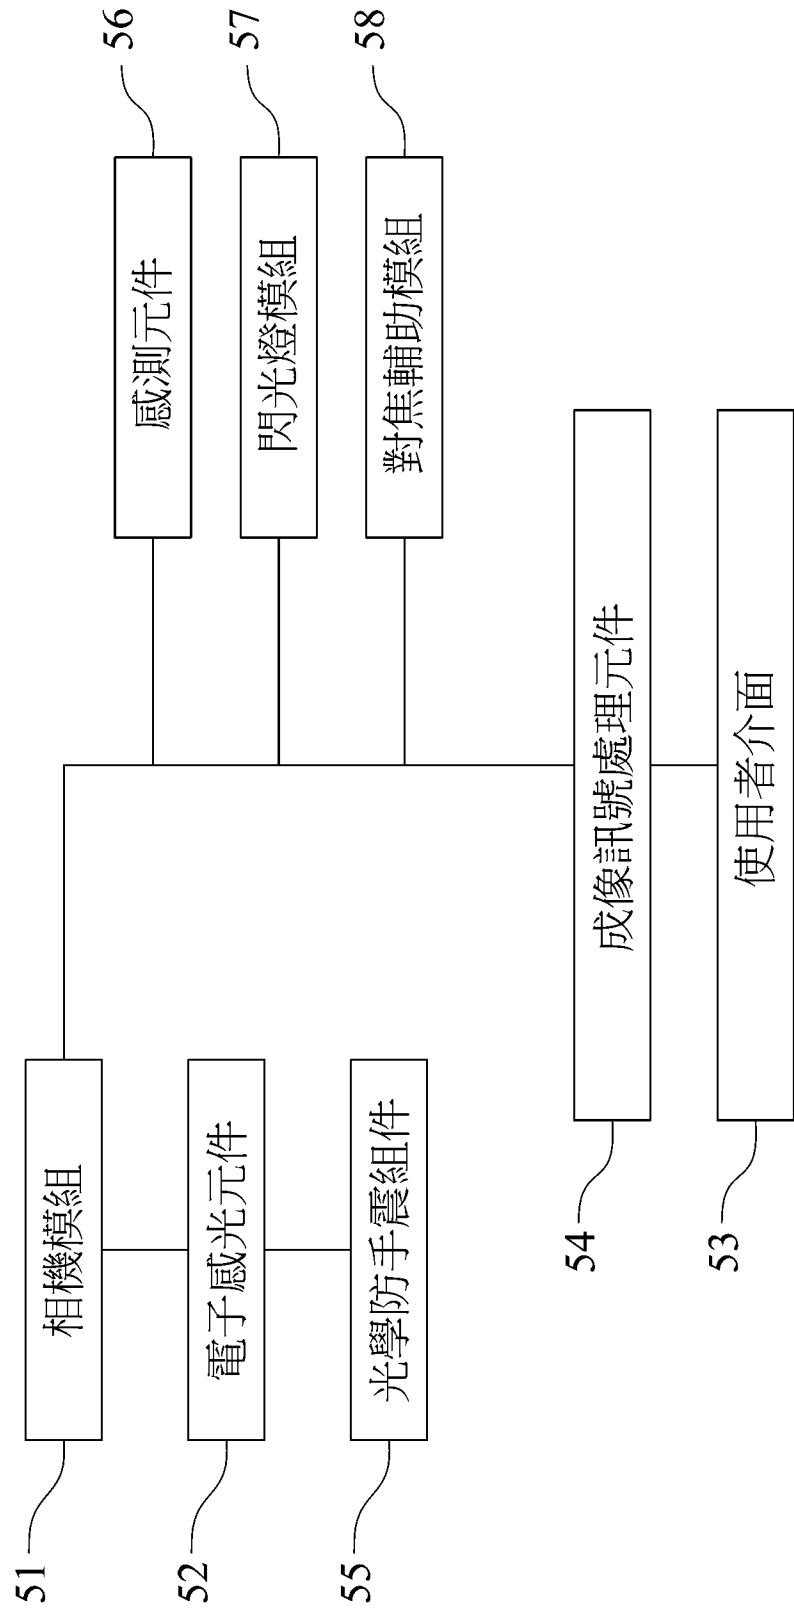 51
相機模組
52
電子感光元件
55
光學防手震組件
56
感測元件
57
閃光燈模組
58
對焦輔助模組
54
成像訊號處理元件
53
使用者介面